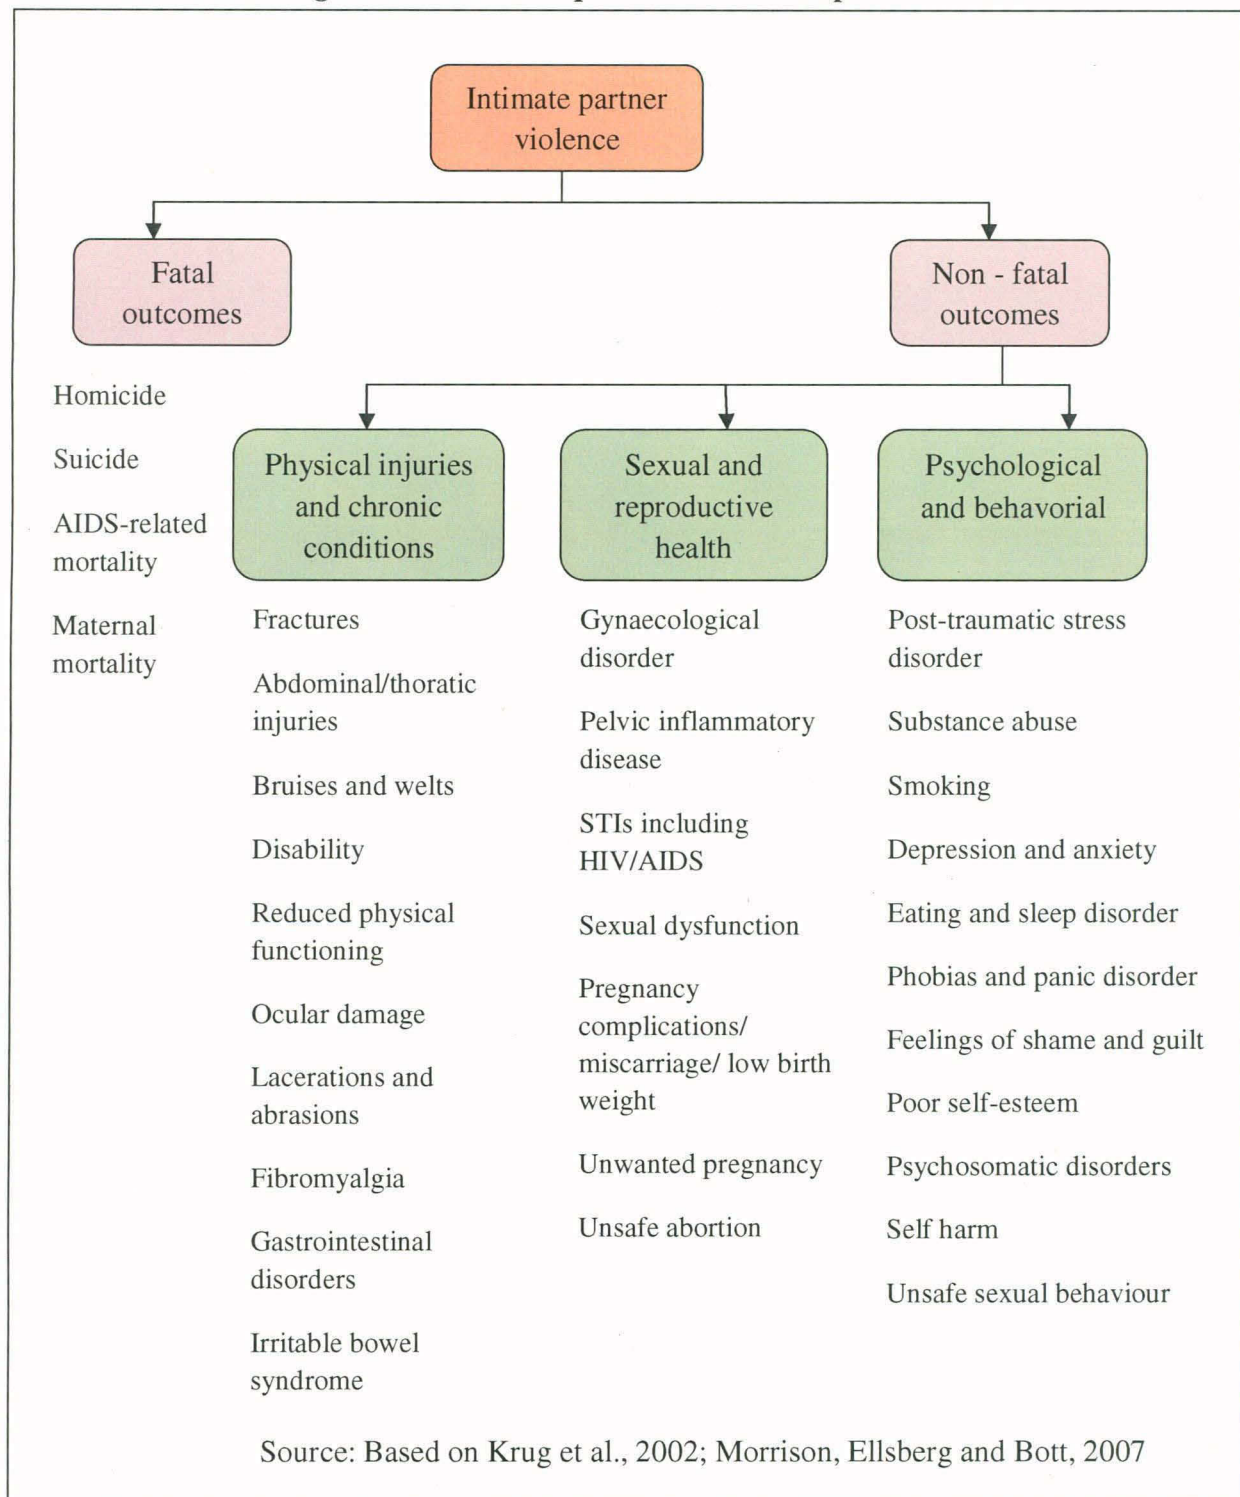 Intimate partner
violence
Fatal
outcomes
Non - fatal
outcomes
Homicide
Suicide
AIDS-related
mortality
Maternal
mortality
Physical injuries
and chronic
conditions
Fractures
Abdominal/thoratic
injuries
Bruises and welts
Disability
Reduced physical
functioning
Ocular damage
Lacerations and
abrasions
Fibromyalgia
Gastrointestinal
disorders
Irritable bowel
syndrome
Sexual and
reproductive
health
Gynaecological
disorder
Pelvic inflammatory
disease
STIs including
HIV/AIDS
Sexual dysfunction
Pregnancy
complications/
miscarriage/ low birth
weight
Unwanted pregnancy
Unsafe abortion
Psychological
and behavorial
Post-traumatic stress
disorder
Substance abuse
Smoking
Depression and anxiety
Eating and sleep disorder
Phobias and panic disorder
Feelings of shame and guilt
Poor self-esteem
Psychosomatic disorders
Self harm
Unsafe sexual behaviour
Source: Based on Krug et al., 2002; Morrison, Ellsberg and Bott, 2007